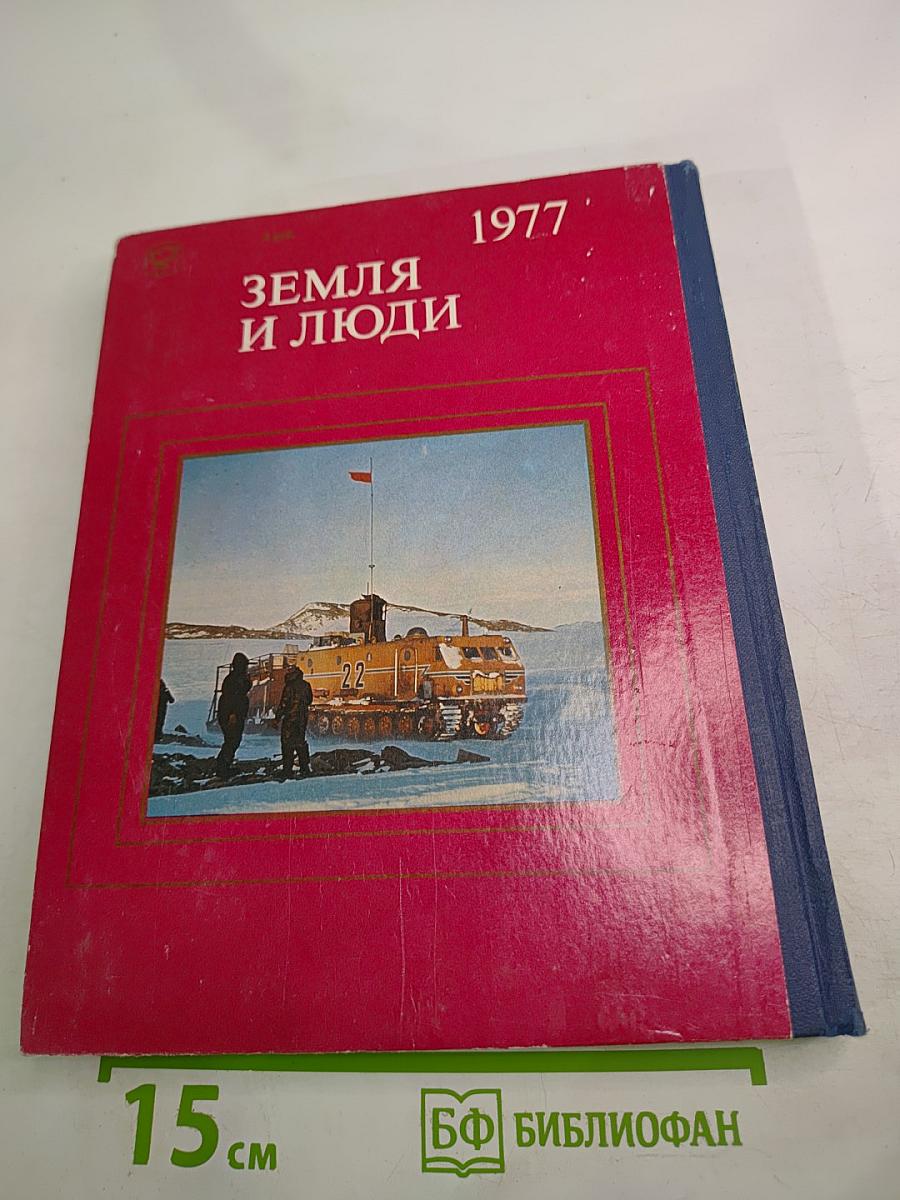 1977
ЗЕМЛЯ
И ЛЮДИ
22
15 см
БФ БИБЛИОФАН